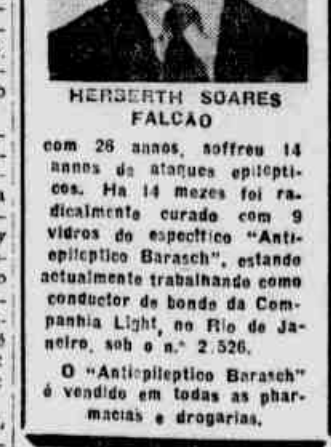 HERBERTH SOARES
FALCÃO
com 26 annos, soffreu 14
annos de ataques epilepti-
cos. Ha 14 mezes foi ra-
dicalmente curado com 9
vidros do especifico "Anti-
epileptico Barasch", estando
actualmente trabalhando como
conductor de bonde da Com-
panhia Light, no Rio de Ja-
neiro, sob o n.º 2.526.
O "Antiepileptico Barasch"
é vendido em todas as phar-
macias e drogarias.